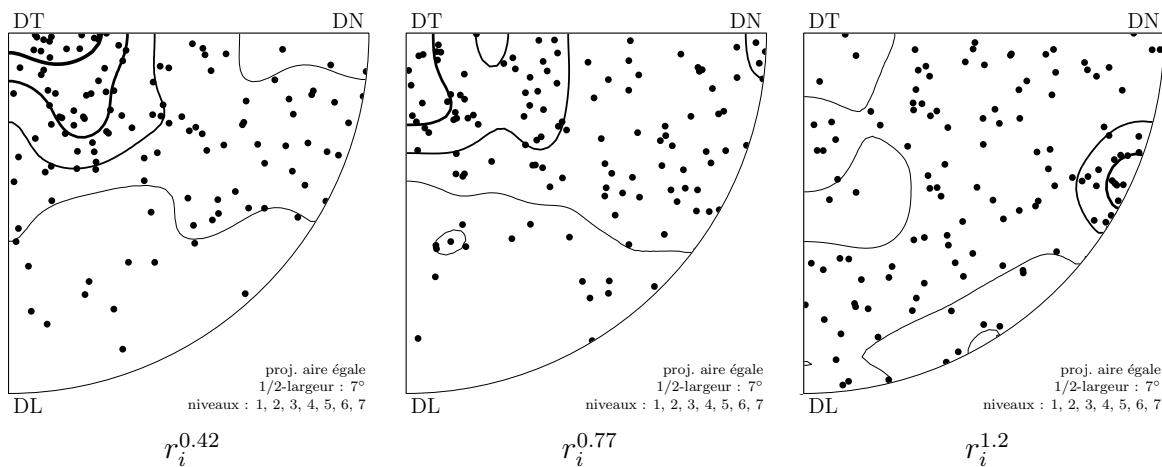 DT DN DT DN DT DN
proj. aire égale proj. aire égale proj. aire égale
1/2-largeur : 7° 1/2-largeur : 7° 1/2-largeur : 7°
DL niveaux : 1, 2, 3, 4, 5, 6, 7 DL niveaux : 1, 2, 3, 4, 5, 6, 7 DL niveaux : 1, 2, 3, 4, 5, 6, 7
r_i^0.42 r_i^0.77 r_i^1.2